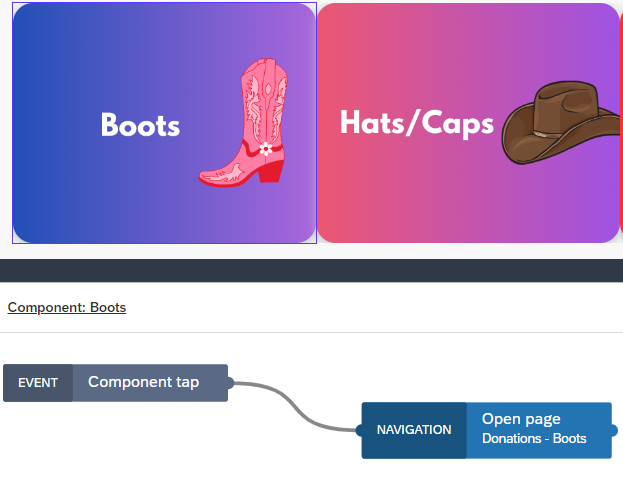 Boots
Hats/Caps
Component: Boots
EVENT
Component tap
NAVIGATION
Open page
Donations - Boots